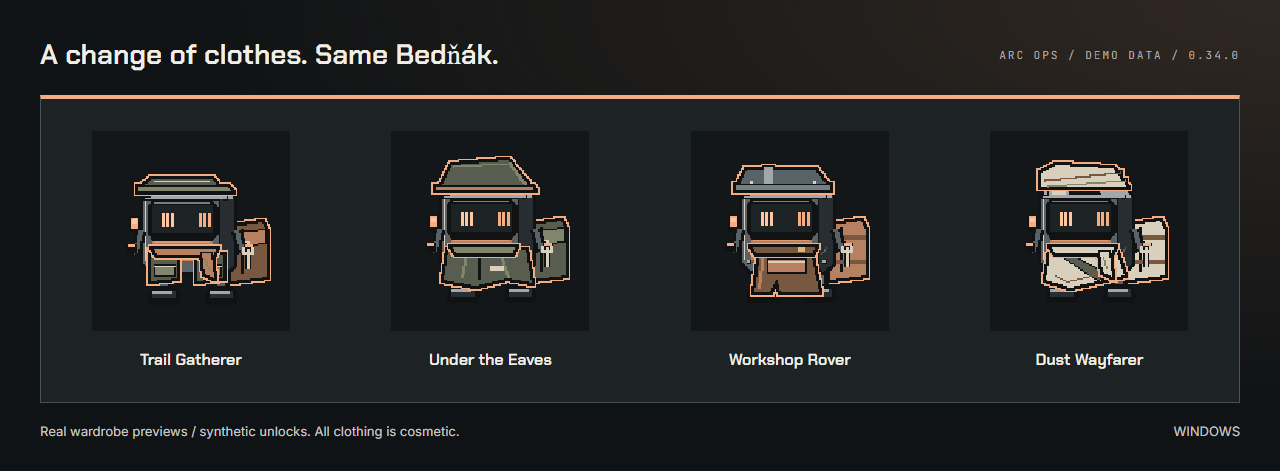 A change of clothes. Same Bedňák.
ARC OPS / DEMO DATA / 0.34.0
Trail Gatherer
Under the Eaves
Workshop Rover
Dust Wayfarer
Real wardrobe previews / synthetic unlocks. All clothing is cosmetic.
WINDOWS